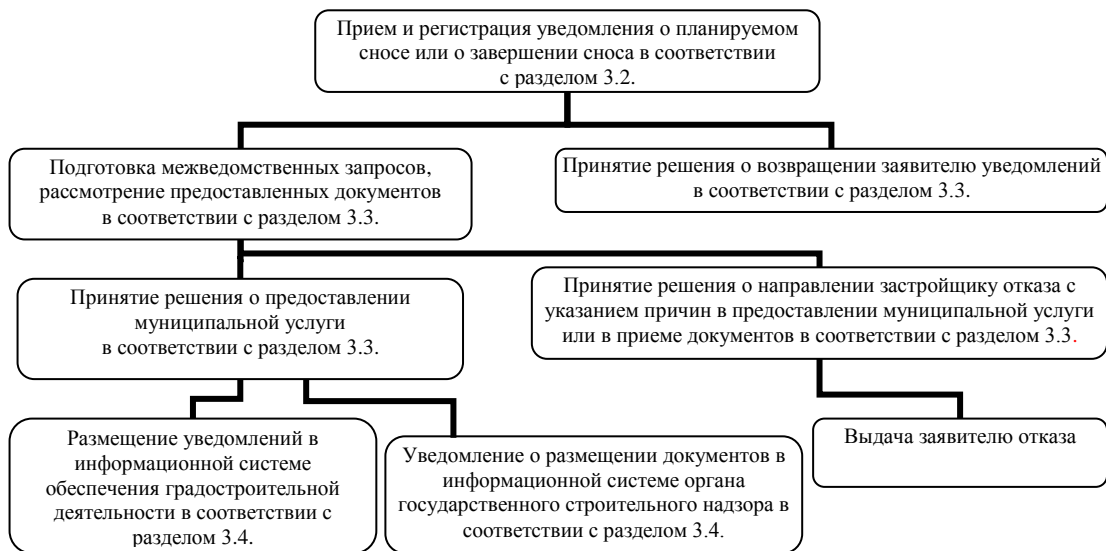 Прием и регистрация уведомления о планируемом
сносе или о завершении сноса в соответствии
с разделом 3.2.
Подготовка межведомственных запросов,
рассмотрение предоставленных документов
в соответствии с разделом 3.3.
Принятие решения о возвращении заявителю уведомлений
в соответствии с разделом 3.3.
Принятие решения о предоставлении
муниципальной услуги
в соответствии с разделом 3.3.
Принятие решения о направлении застройщику отказа с
указанием причин в предоставлении муниципальной услуги
или в приеме документов в соответствии с разделом 3.3.
Размещение уведомлений в
информационной системе
обеспечения градостроительной
деятельности в соответствии с
разделом 3.4.
Уведомление о размещении документов в
информационной системе органа
государственного строительного надзора в
соответствии с разделом 3.4.
Выдача заявителю отказа